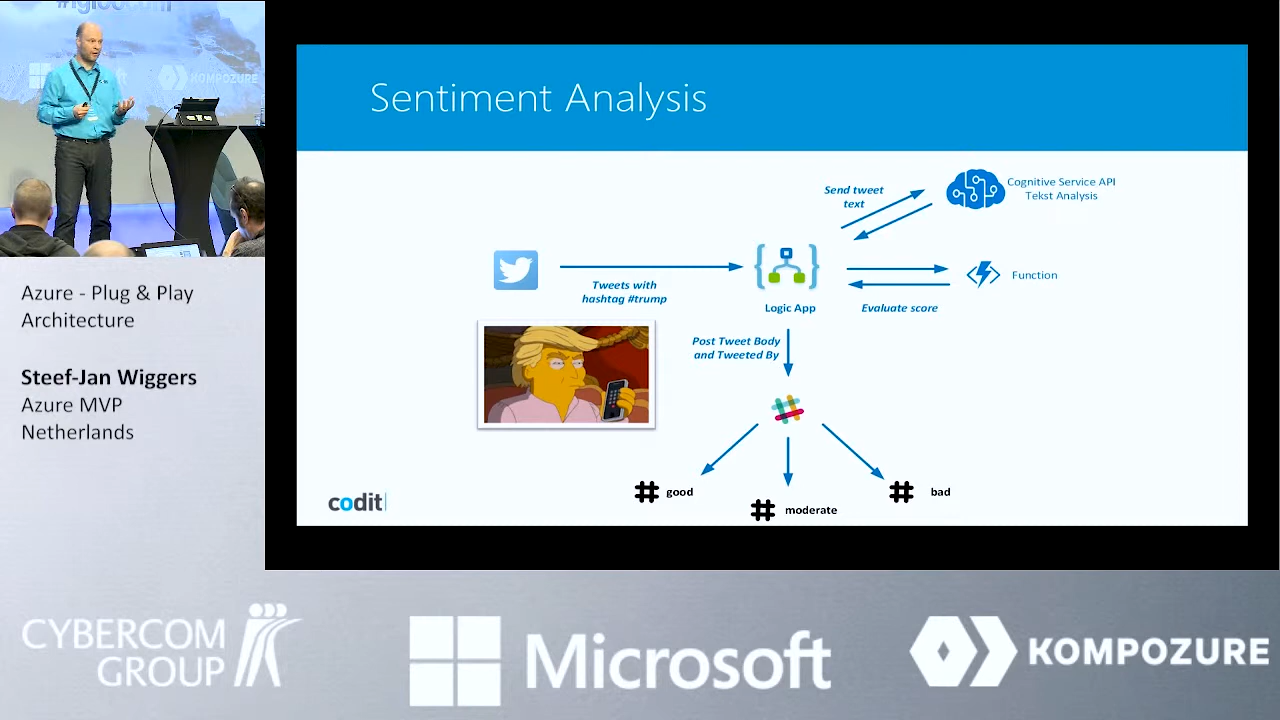 Sentiment Analysis
Send tweet
text
Cognitive Service API
Tekst Analysis
Tweets with
hashtag #trump
Logic App
Function
Evaluate score
Post Tweet Body
and Tweeted By
good
moderate
bad
codit
KOMPOZURE
Azure - Plug & Play
Architecture
Steef-Jan Wiggers
Azure MVP
Netherlands
CYBERCOM
GROUP
Microsoft
KOMPOZURE